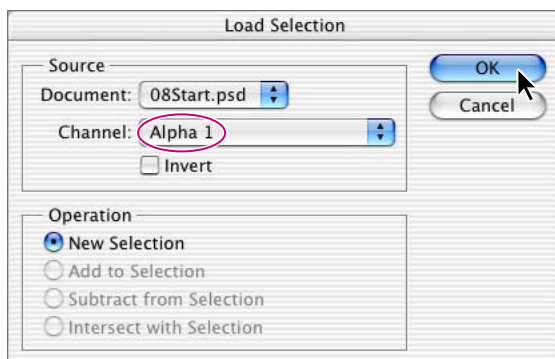 Load Selection
Source
Document: 08Start.psd
Channel: Alpha 1
Invert
OK
Cancel
Operation
New Selection
Add to Selection
Subtract from Selection
Intersect with Selection